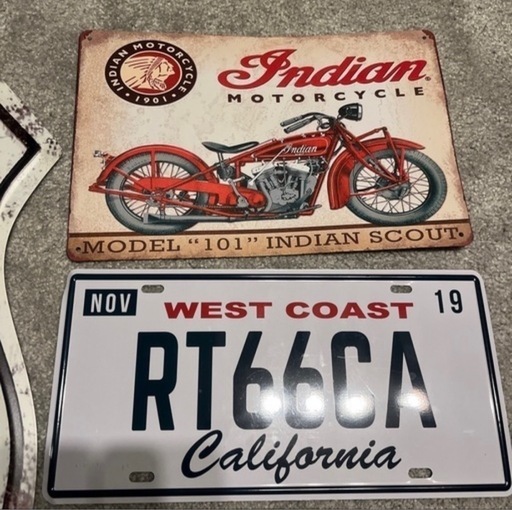 INDIAN MOTORCYCLE
1901
Indian
MOTORCYCLE
Indian
MODEL "101" INDIAN SCOUT
NOV WEST COAST 19
RT66CA
California